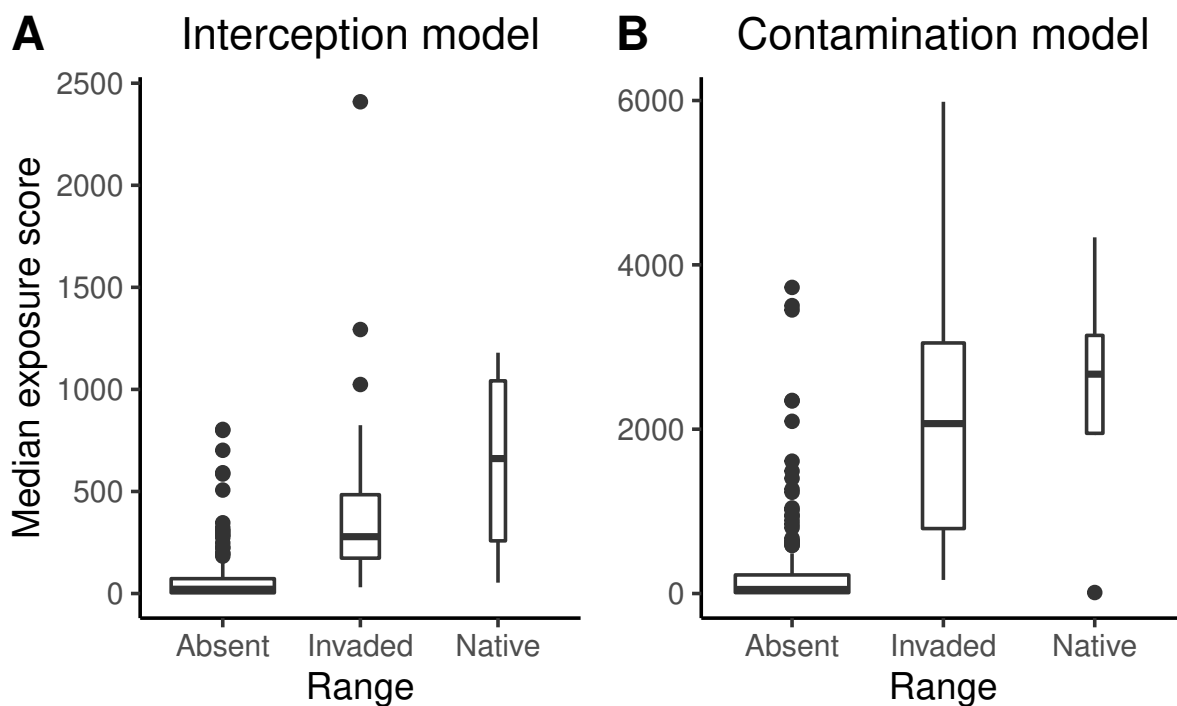 A Interception model
Median exposure score
2500
2000
1500
1000
500
0
Absent Invaded Native
Range
B Contamination model
6000
4000
2000
0
Absent Invaded Native
Range